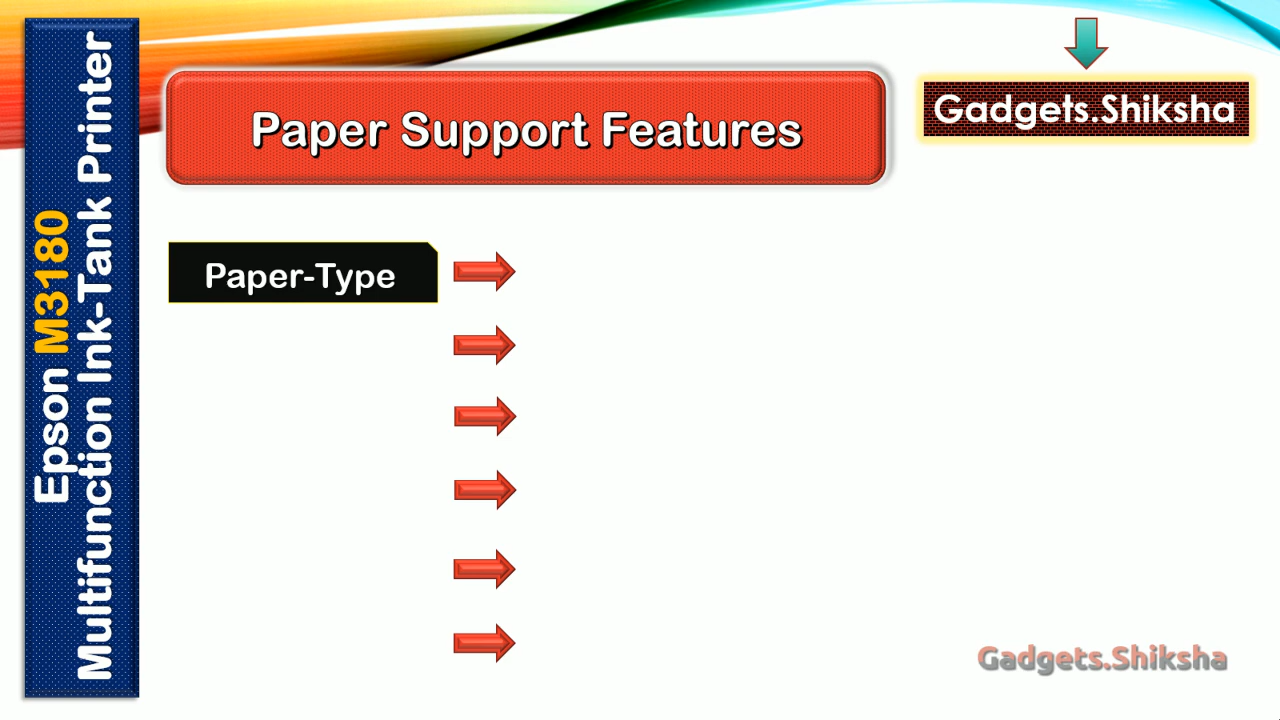 Epson M3180
Multifunction Ink-Tank Printer
Paper Support Features
Gadgets.Shiksha
Paper-Type
Gadgets.Shiksha